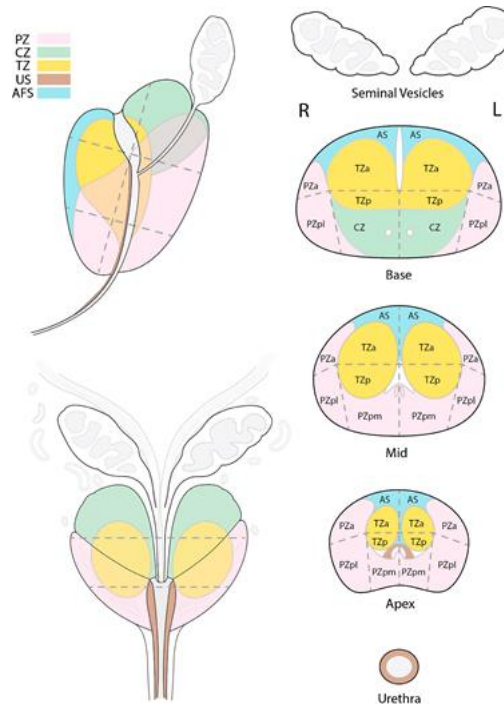 PZ
CZ
TZ
US
AFS
Seminal Vesicles
R L
AS AS
TZa TZa
PZa PZa
TZp TZp
PZpl PZpl
CZ CZ
Base
AS AS
TZa TZa
PZa PZa
TZp TZp
PZpl PZpl
PZpm PZpm
Mid
AS AS
TZa TZa
PZa PZa
TZp TZp
PZpl PZpl
PZpm PZpm
Apex
Urethra